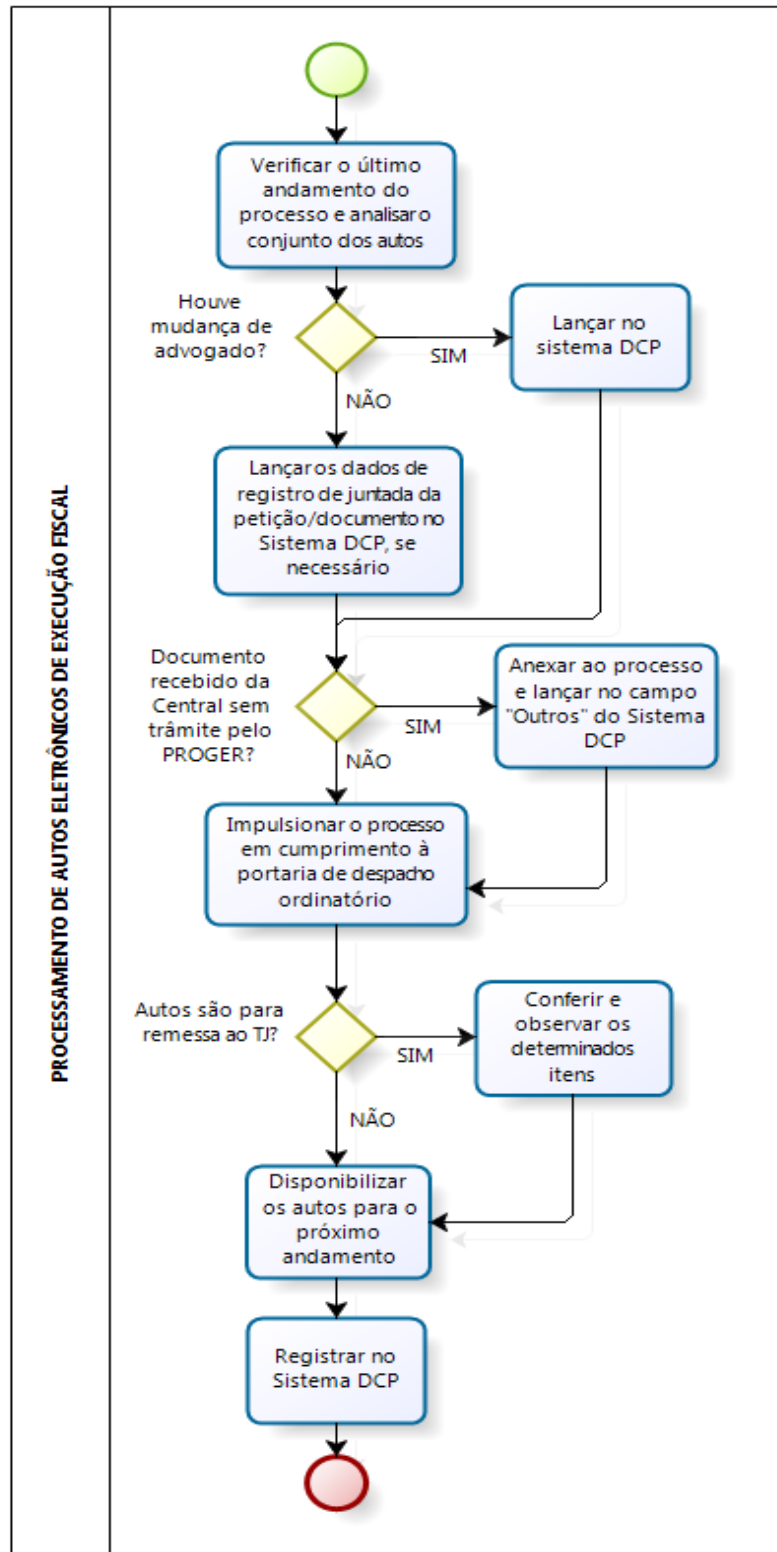 PROCESSAMENTO DE AUTOS ELETRÔNICOS DE EXECUÇÃO FISCAL
Verificar o último
andamento do
processo e analisar o
conjunto dos autos
Houve
mudança de
advogado?
SIM
Lançar no
sistema DCP
NÃO
Lançar os dados de
registro de juntada da
petição/documento no
Sistema DCP, se
necessário
Documento
recebido da
Central sem
trâmite pelo
PROGER?
SIM
Anexar ao processo
e lançar no campo
"Outros" do Sistema
DCP
NÃO
Impulsionar o processo
em cumprimento à
portaria de despacho
ordinatório
Autos são para
remessa ao TJ?
SIM
Conferir e
observar os
determinados
itens
NÃO
Disponibilizar
os autos para o
próximo
andamento
Registrar no
Sistema DCP